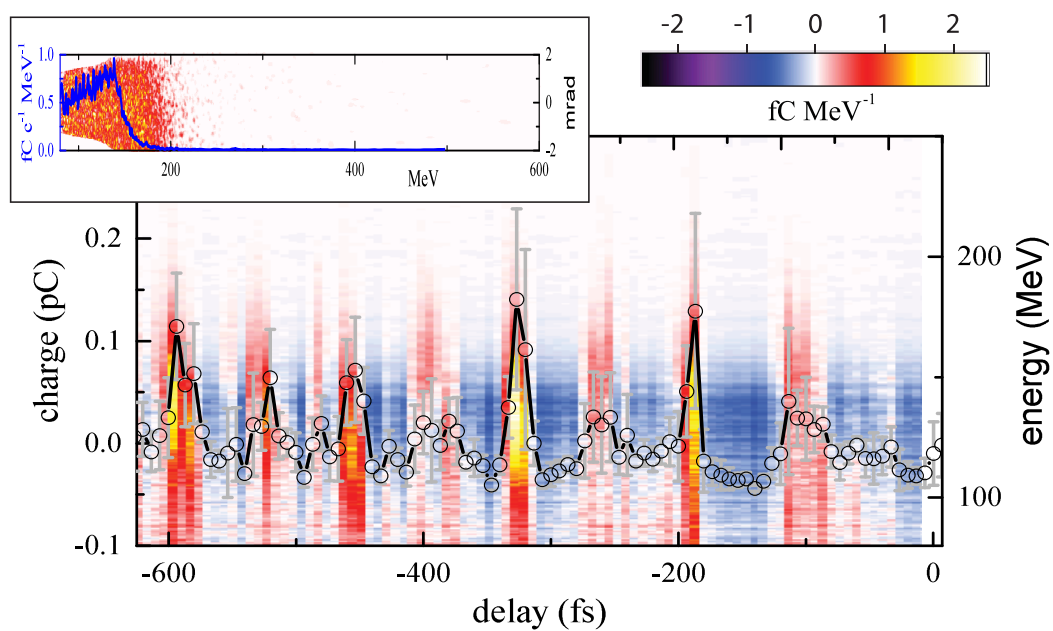 -2 -1 0 1 2
fC MeV-1
fC c-1 MeV-1
1.0
0.5
0.0
2
0
-2
mrad
200 400 MeV 600
charge (pC)
0.2
0.1
0.0
-0.1
200
100
energy (MeV)
-600 -400 -200 0
delay (fs)